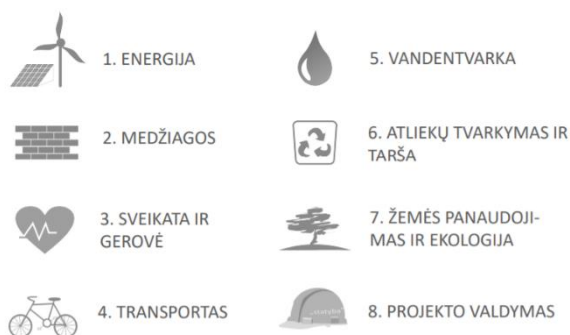 1. ENERGIJA
2. MEDŽIAGOS
3. SVEIKATA IR
GEROVĖ
4. TRANSPORTAS
5. VANDENTVARKA
6. ATLIEKŲ TVARKYMAS IR
TARŠA
7. ŽEMĖS PANAUDOJI-
MAS IR EKOLOGIJA
8. PROJEKTO VALDYMAS